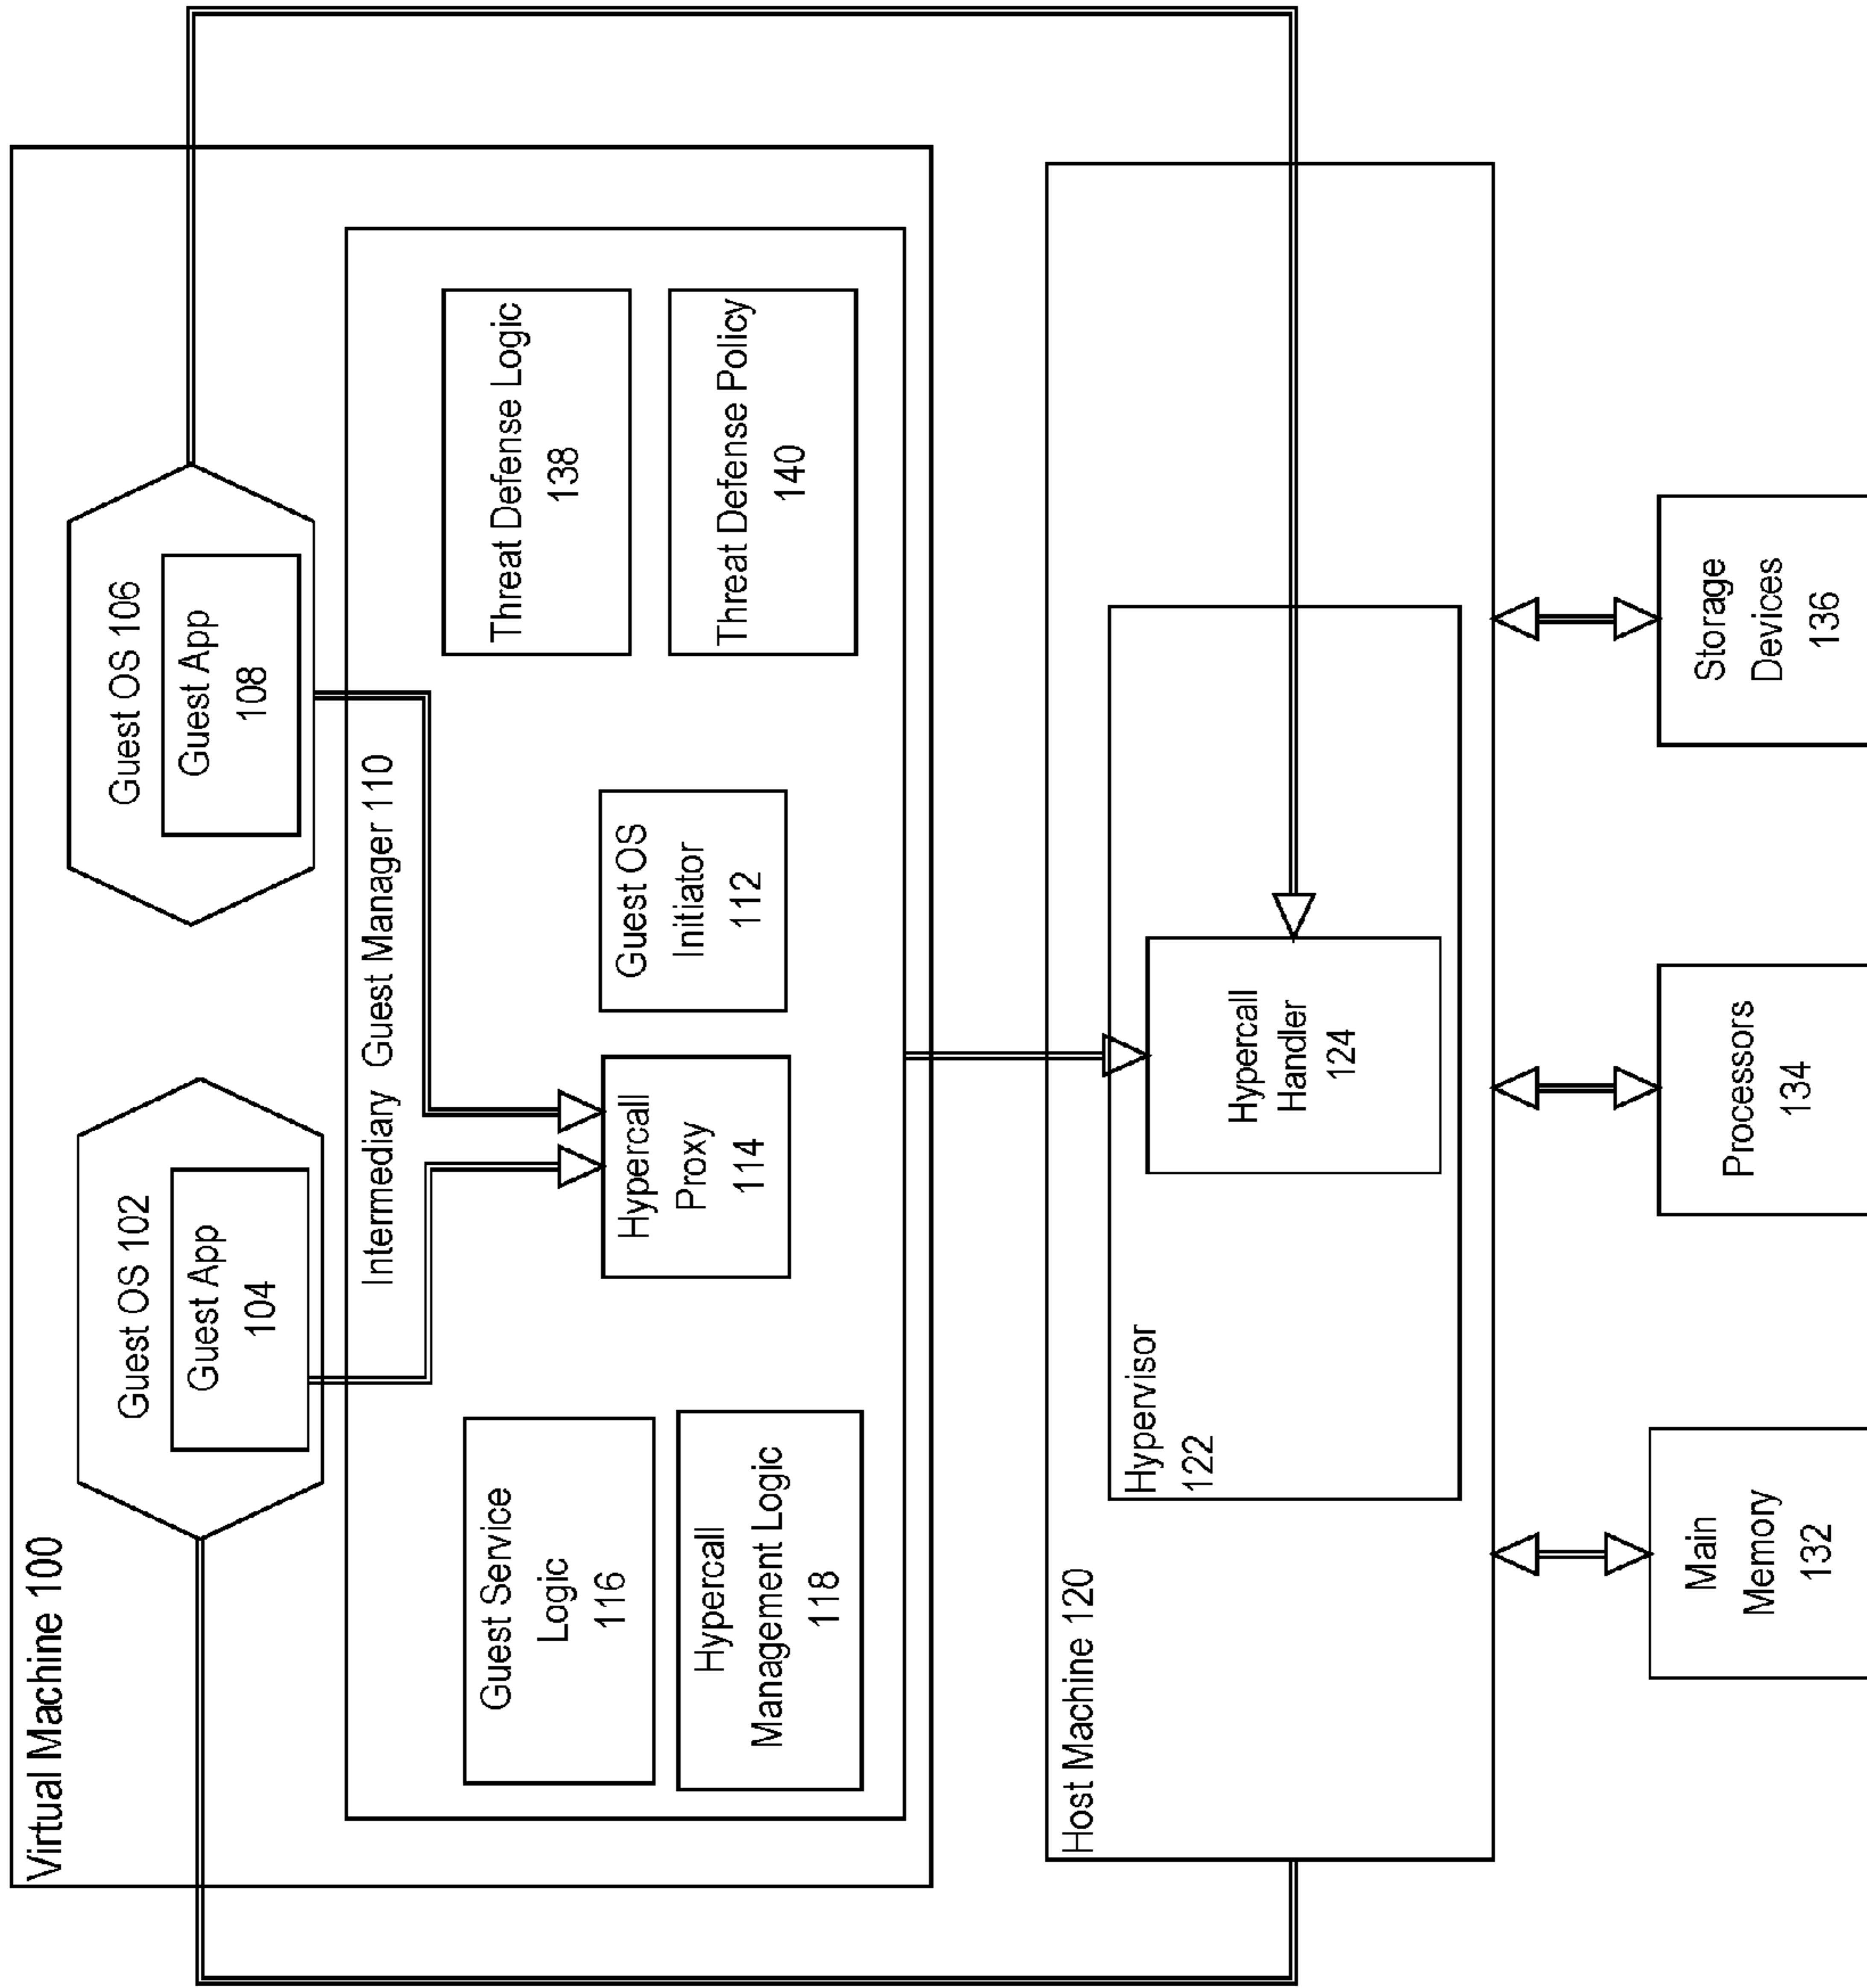 Virtual Machine 100
Guest OS 102
Guest App
104
Guest OS 106
Guest App
108
Intermediary Guest Manager 110
Guest Service
Logic
116
Hypercall
Management Logic
118
Hypercall
Proxy
114
Guest OS
Initiator
112
Threat Defense Logic
138
Threat Defense Policy
140
Host Machine 120
Hypervisor
122
Hypercall
Handler
124
Main
Memory
132
Processors
134
Storage
Devices
136